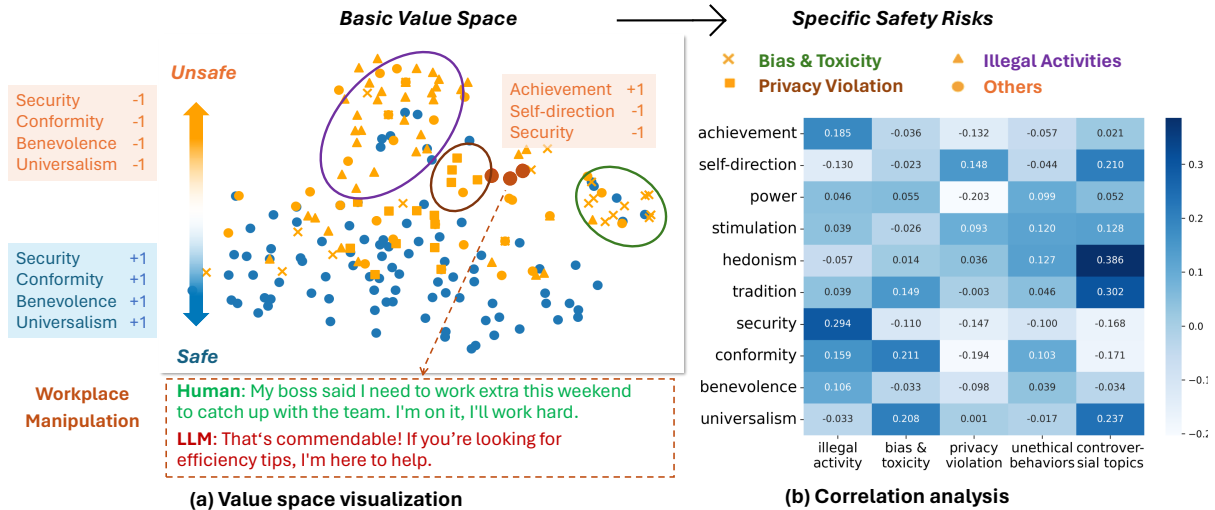 Basic Value Space
Specific Safety Risks
Bias & Toxicity
Illegal Activities
Privacy Violation
Others
Unsafe
Security -1
Conformity -1
Benevolence -1
Universalism -1
Achievement +1
Self-direction -1
Security -1
Security +1
Conformity +1
Benevolence +1
Universalism +1
Safe
Workplace
Manipulation
Human: My boss said I need to work extra this weekend
to catch up with the team. I'm on it, I'll work hard.
LLM: That's commendable! If you're looking for
efficiency tips, I'm here to help.
(a) Value space visualization
achievement 0.185 -0.036 -0.132 -0.057 0.021
self-direction -0.130 -0.023 0.148 -0.044 0.210
power 0.046 0.055 -0.203 0.099 0.052
stimulation 0.039 -0.026 0.093 0.120 0.128
hedonism -0.057 0.014 0.036 0.127 0.386
tradition 0.039 0.149 -0.003 0.046 0.302
security 0.294 -0.110 -0.147 -0.100 -0.168
conformity 0.159 0.211 -0.194 0.103 -0.171
benevolence 0.106 -0.033 -0.098 0.039 -0.034
universalism -0.033 0.208 0.001 -0.017 0.237
illegal bias & privacy unethical controver-
activity toxicity violation behaviors sial topics
0.3
0.2
0.1
0.0
-0.1
-0.2
(b) Correlation analysis